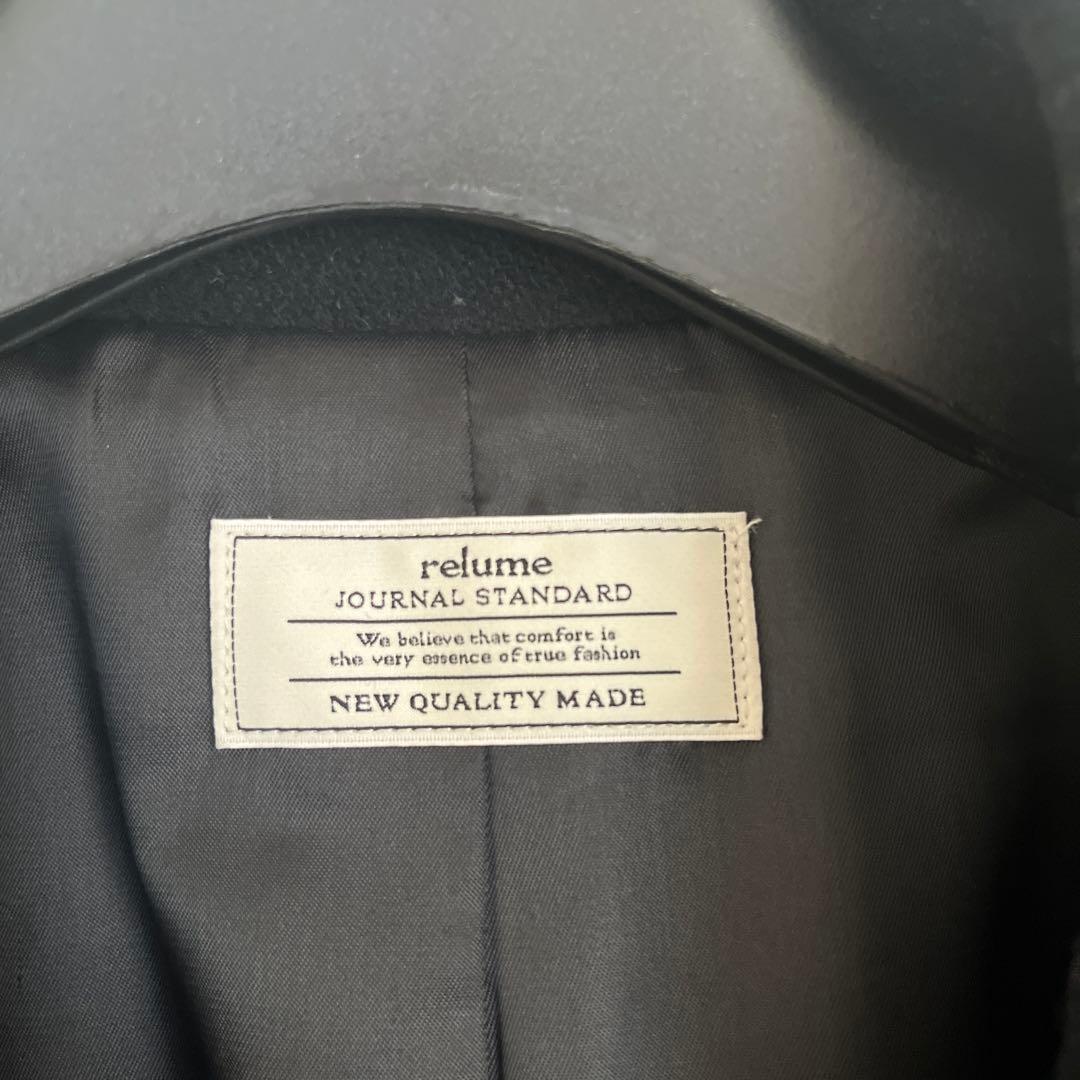 relume
JOURNAL STANDARD
We believe that comfort is
the very essence of true fashion
NEW QUALITY MADE